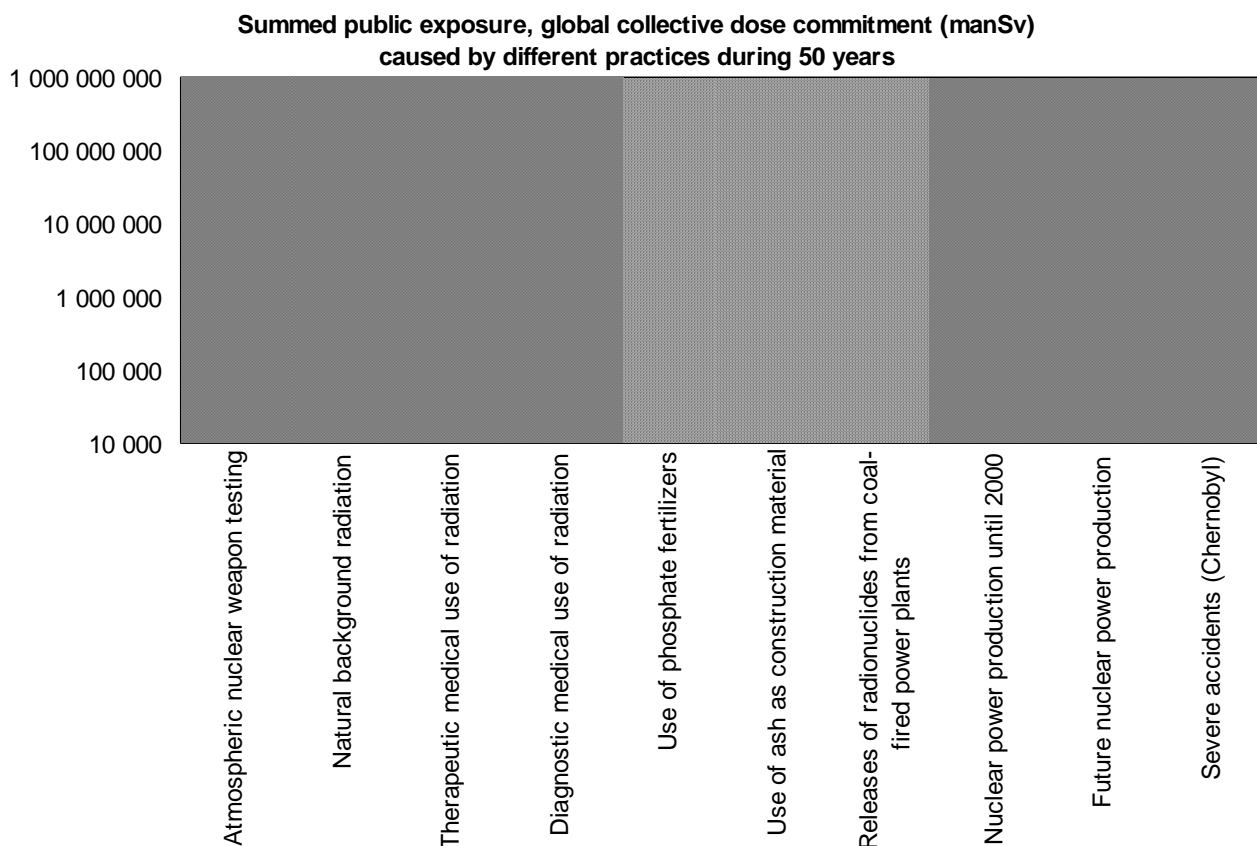 Summed public exposure, global collective dose commitment (manSv)
caused by different practices during 50 years
1 000 000 000
100 000 000
10 000 000
1 000 000
100 000
10 000
Atmospheric nuclear weapon testing
Natural background radiation
Therapeutic medical use of radiation
Diagnostic medical use of radiation
Use of phosphate fertilizers
Use of ash as construction material
Releases of radionuclides from coal-
fired power plants
Nuclear power production until 2000
Future nuclear power production
Severe accidents (Chernobyl)